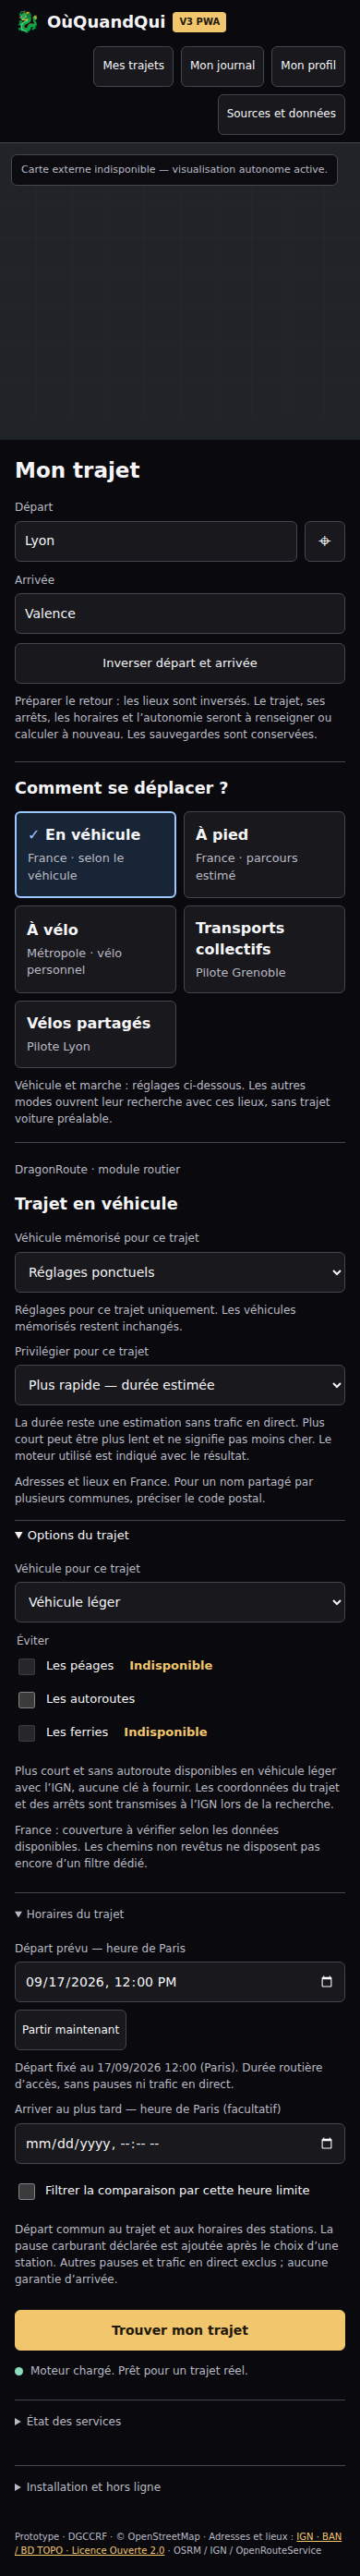 OùQuandQui V3 PWA
Mes trajets Mon journal Mon profil
Sources et données
Carte externe indisponible — visualisation autonome active.
Mon trajet
Départ
Lyon
Arrivée
Valence
Inverser départ et arrivée
Préparer le retour : les lieux sont inversés. Le trajet, ses
arrêts, les horaires et l’autonomie seront à renseigner ou
calculer à nouveau. Les sauvegardes sont conservées.
Comment se déplacer ?
✓ En véhicule
France · selon le
véhicule
À pied
France · parcours
estimé
À vélo
Métropole · vélo
personnel
Transports
collectifs
Pilote Grenoble
Vélos partagés
Pilote Lyon
Véhicule et marche : réglages ci-dessous. Les autres
modes ouvrent leur recherche avec ces lieux, sans trajet
voiture préalable.
DragonRoute · module routier
Trajet en véhicule
Véhicule mémorisé pour ce trajet
Réglages ponctuels
Réglages pour ce trajet uniquement. Les véhicules
mémorisés restent inchangés.
Privilégier pour ce trajet
Plus rapide — durée estimée
La durée reste une estimation sans trafic en direct. Plus
court peut être plus lent et ne signifie pas moins cher. Le
moteur utilisé est indiqué avec le résultat.
Adresses et lieux en France. Pour un nom partagé par
plusieurs communes, préciser le code postal.
Options du trajet
Véhicule pour ce trajet
Véhicule léger
Éviter
Les péages Indisponible
Les autoroutes
Les ferries Indisponible
Plus court et sans autoroute disponibles en véhicule léger
avec l’IGN, aucune clé à fournir. Les coordonnées du trajet
et des arrêts sont transmises à l’IGN lors de la recherche.
France : couverture à vérifier selon les données
disponibles. Les chemins non revêtus ne disposent pas
encore d’un filtre dédié.
Horaires du trajet
Départ prévu — heure de Paris
09/17/2026, 12:00 PM
Partir maintenant
Départ fixé au 17/09/2026 12:00 (Paris). Durée routière
d’accès, sans pauses ni trafic en direct.
Arriver au plus tard — heure de Paris (facultatif)
mm/dd/yyyy, --:-- --
Filtrer la comparaison par cette heure limite
Départ commun au trajet et aux horaires des stations. La
pause carburant déclarée est ajoutée après le choix d’une
station. Autres pauses et trafic en direct exclus ; aucune
garantie d’arrivée.
Trouver mon trajet
Moteur chargé. Prêt pour un trajet réel.
État des services
Installation et hors ligne
Prototype · DGCCRF · © OpenStreetMap · Adresses et lieux : IGN · BAN
/ BD TOPO · Licence Ouverte 2.0 · OSRM / IGN / OpenRouteService